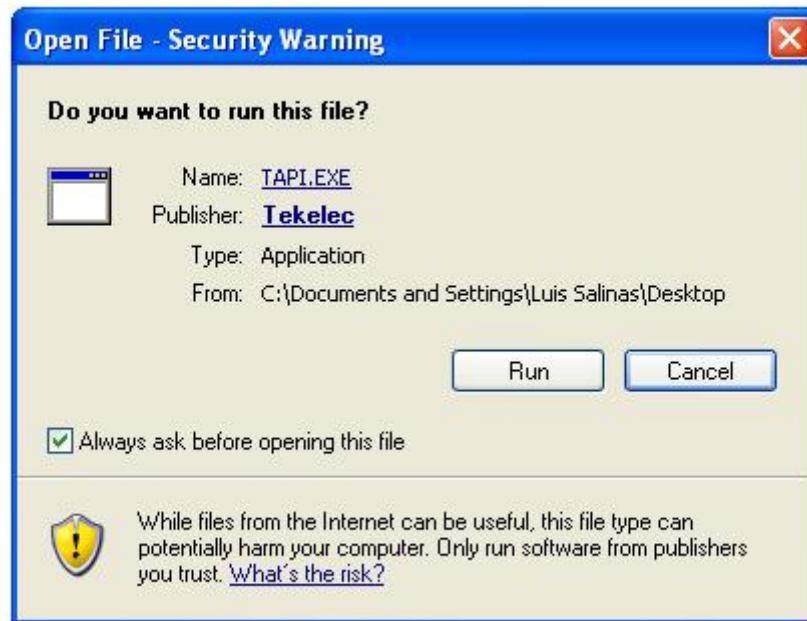 Open File - Security Warning
Do you want to run this file?
Name: TAPI.EXE
Publisher: Tekelec
Type: Application
From: C:\Documents and Settings\Luis Salinas\Desktop
Run Cancel
Always ask before opening this file
While files from the Internet can be useful, this file type can
potentially harm your computer. Only run software from publishers
you trust. What's the risk?